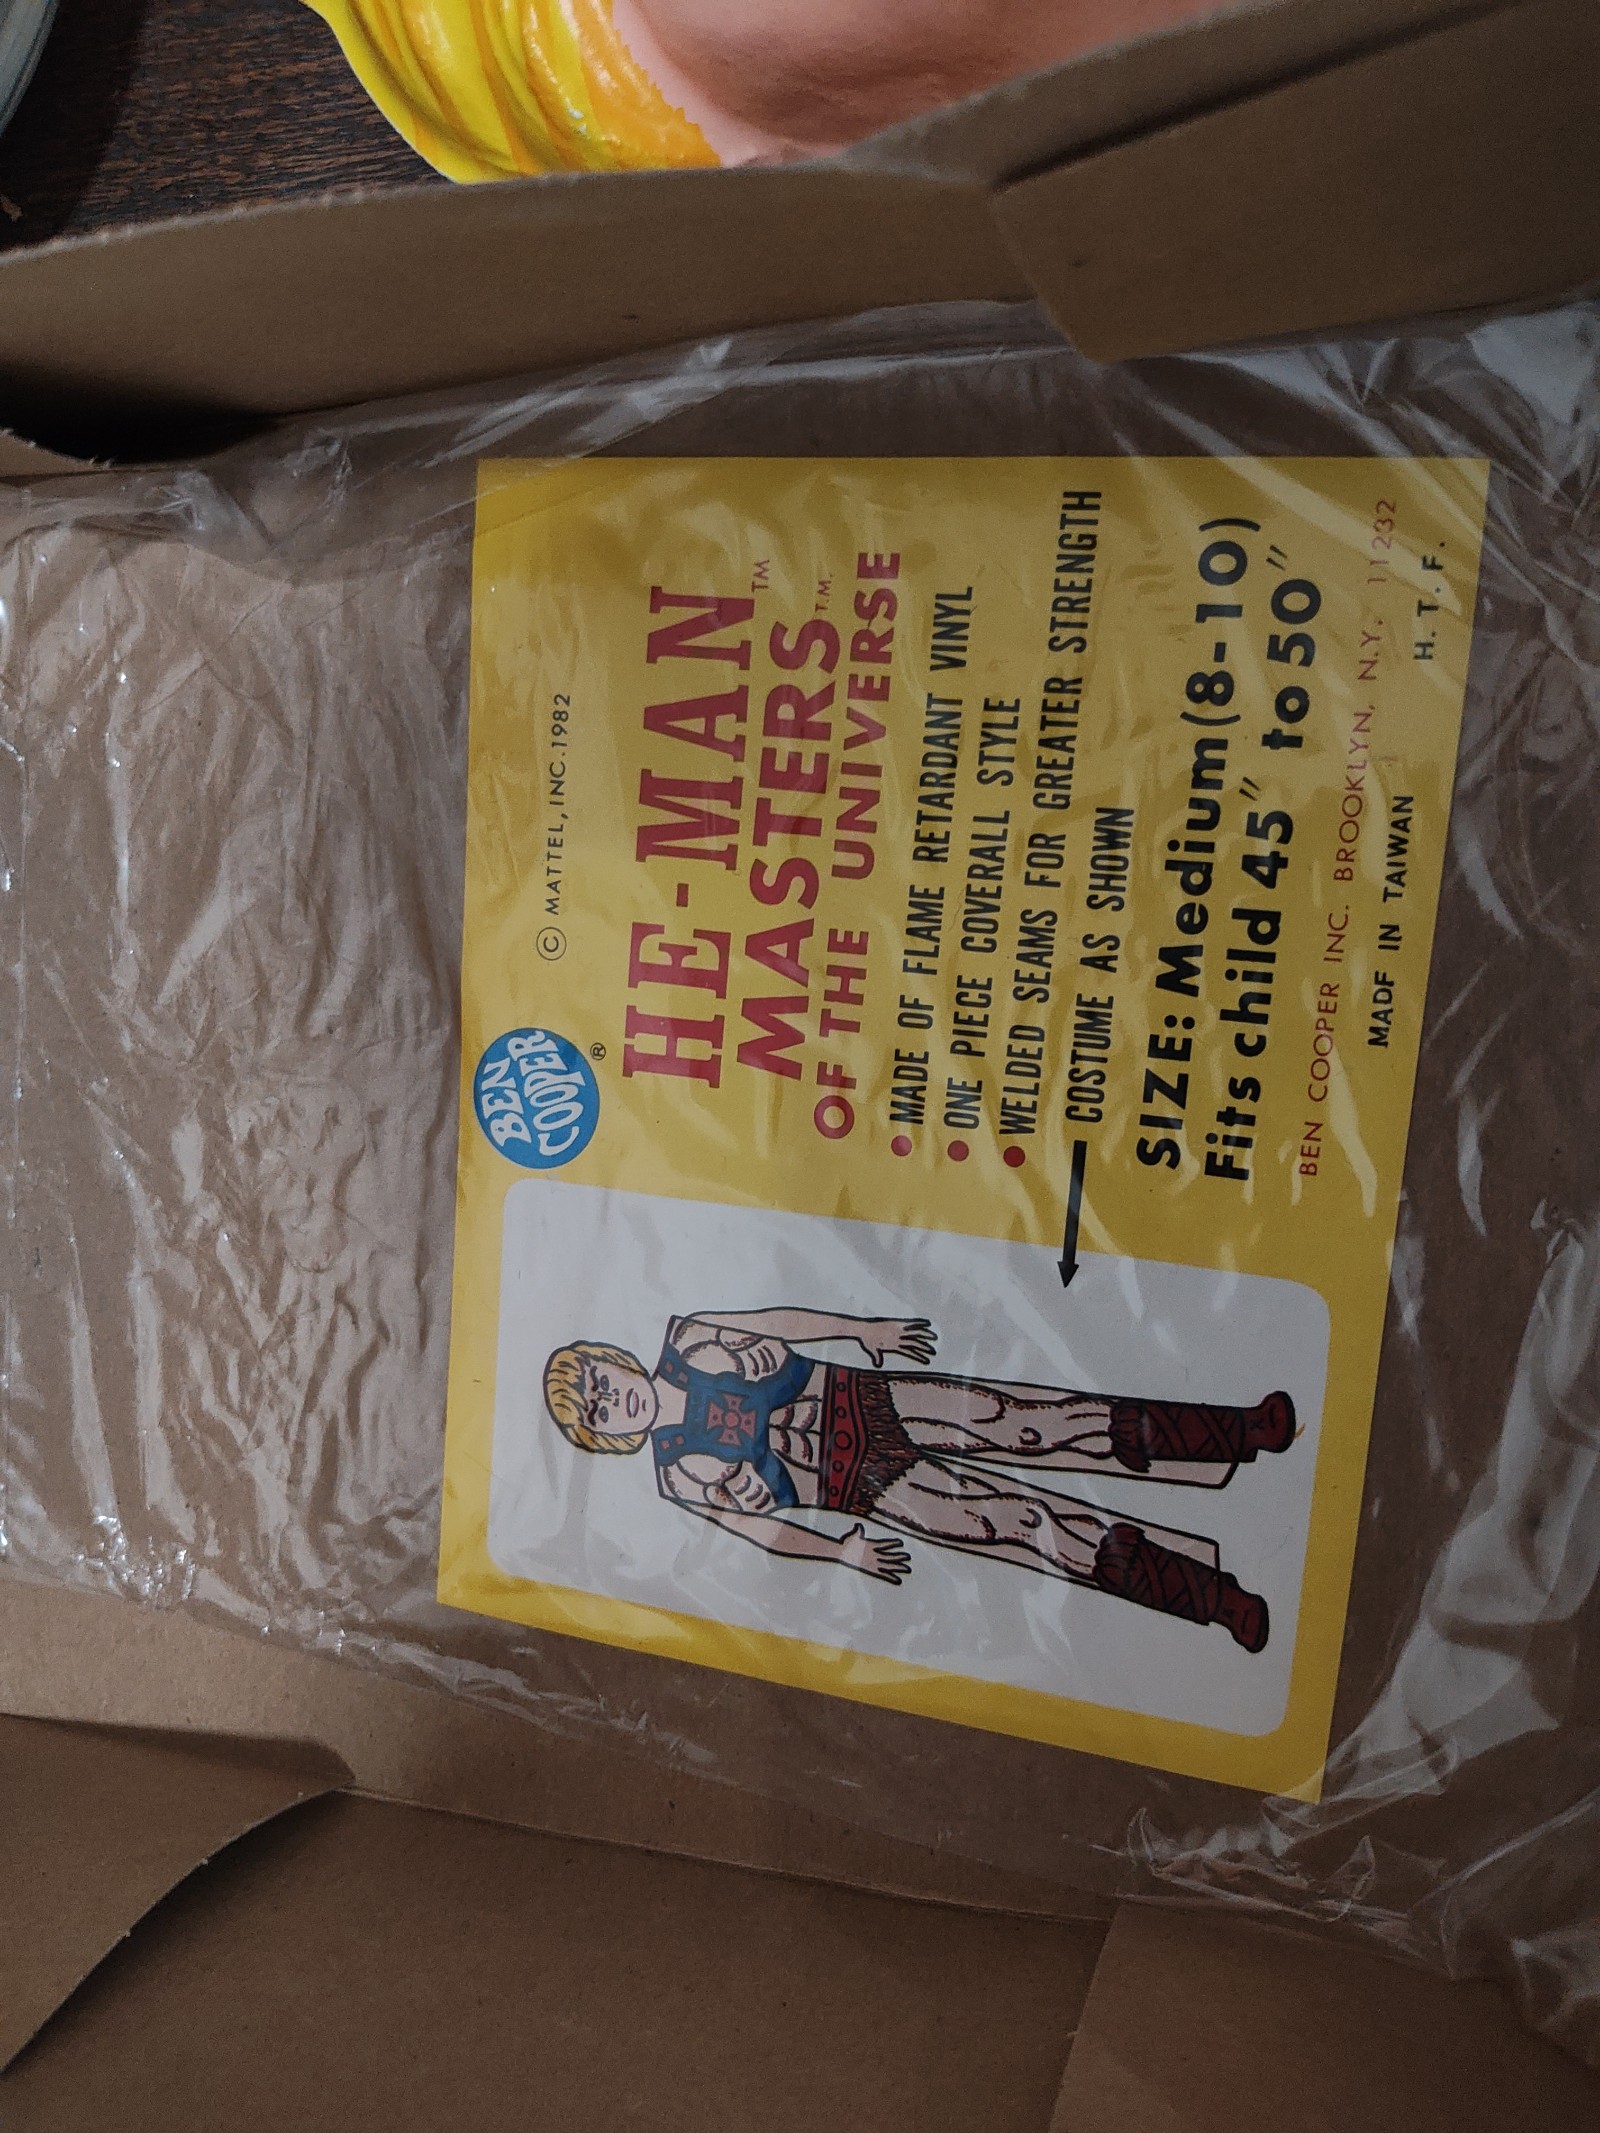 BEN
COOPER
®
© MATTEL, INC. 1982
HE-MAN™
MASTERS T.M.
OF THE UNIVERSE
• MADE OF FLAME RETARDANT VINYL
• ONE PIECE COVERALL STYLE
• WELDED SEAMS FOR GREATER STRENGTH
COSTUME AS SHOWN
SIZE: Medium (8-10)
Fits child 45" to 50"
BEN COOPER INC. BROOKLYN, N.Y. 11232
MADE IN TAIWAN
H. T. F.